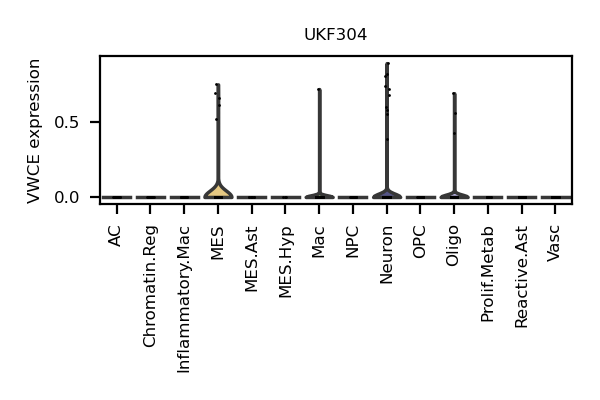 UKF304
VWCE expression
0.5
0.0
AC
Chromatin.Reg
Inflammatory.Mac
MES
MES.Ast
MES.Hyp
Mac
NPC
Neuron
OPC
Oligo
Prolif.Metab
Reactive.Ast
Vasc